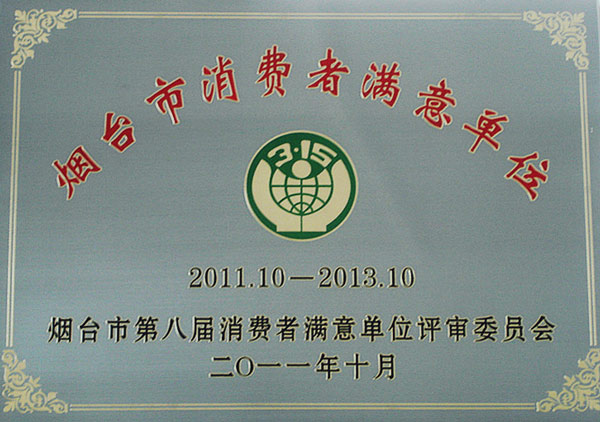 烟台市消费者满意单位
3·15
2011.10—2013.10
烟台市第八届消费者满意单位评审委员会
二〇一一年十月